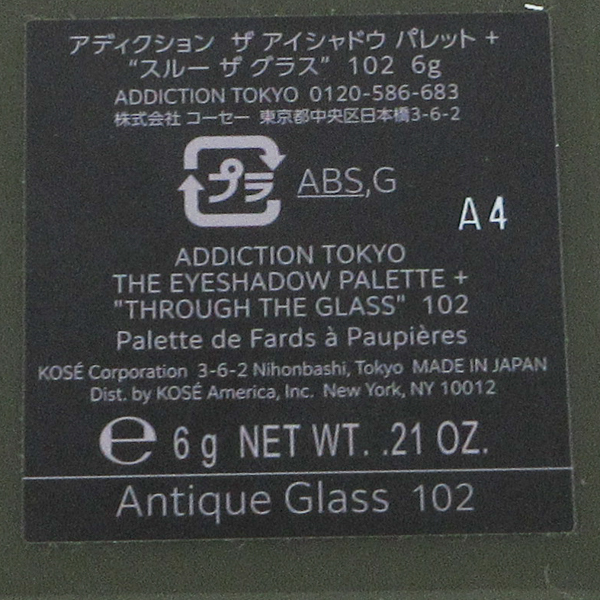 アディクション ザ アイシャドウ パレット +
"スルー ザ グラス" 102 6g
ADDICTION TOKYO 0120-586-683
株式会社 コーセー 東京都中央区日本橋3-6-2
プラ ABS,G
A4
ADDICTION TOKYO
THE EYESHADOW PALETTE +
"THROUGH THE GLASS" 102
Palette de Fards à Paupières
KOSÉ Corporation 3-6-2 Nihonbashi, Tokyo MADE IN JAPAN
Dist. by KOSÉ America, Inc. New York, NY 10012
℮ 6 g NET WT. .21 OZ.
Antique Glass 102